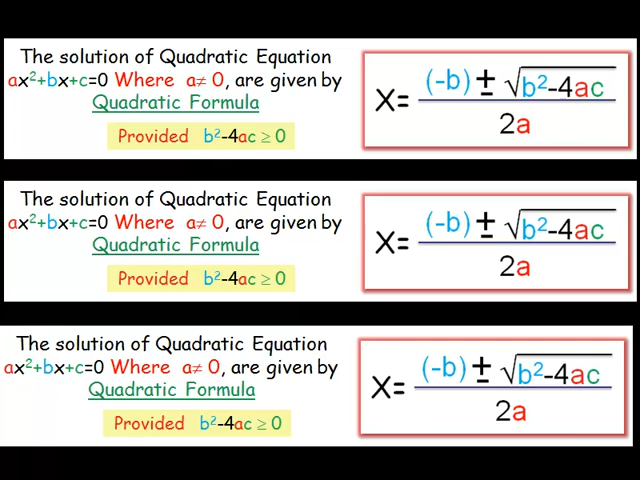 The solution of Quadratic Equation
ax²+bx+c=0 Where a≠ 0, are given by
Quadratic Formula
Provided b²-4ac ≥ 0
X= (-b) ± √b²-4ac
2a
The solution of Quadratic Equation
ax²+bx+c=0 Where a≠ 0, are given by
Quadratic Formula
Provided b²-4ac ≥ 0
X= (-b) ± √b²-4ac
2a
The solution of Quadratic Equation
ax²+bx+c=0 Where a≠ 0, are given by
Quadratic Formula
Provided b²-4ac ≥ 0
X= (-b) ± √b²-4ac
2a